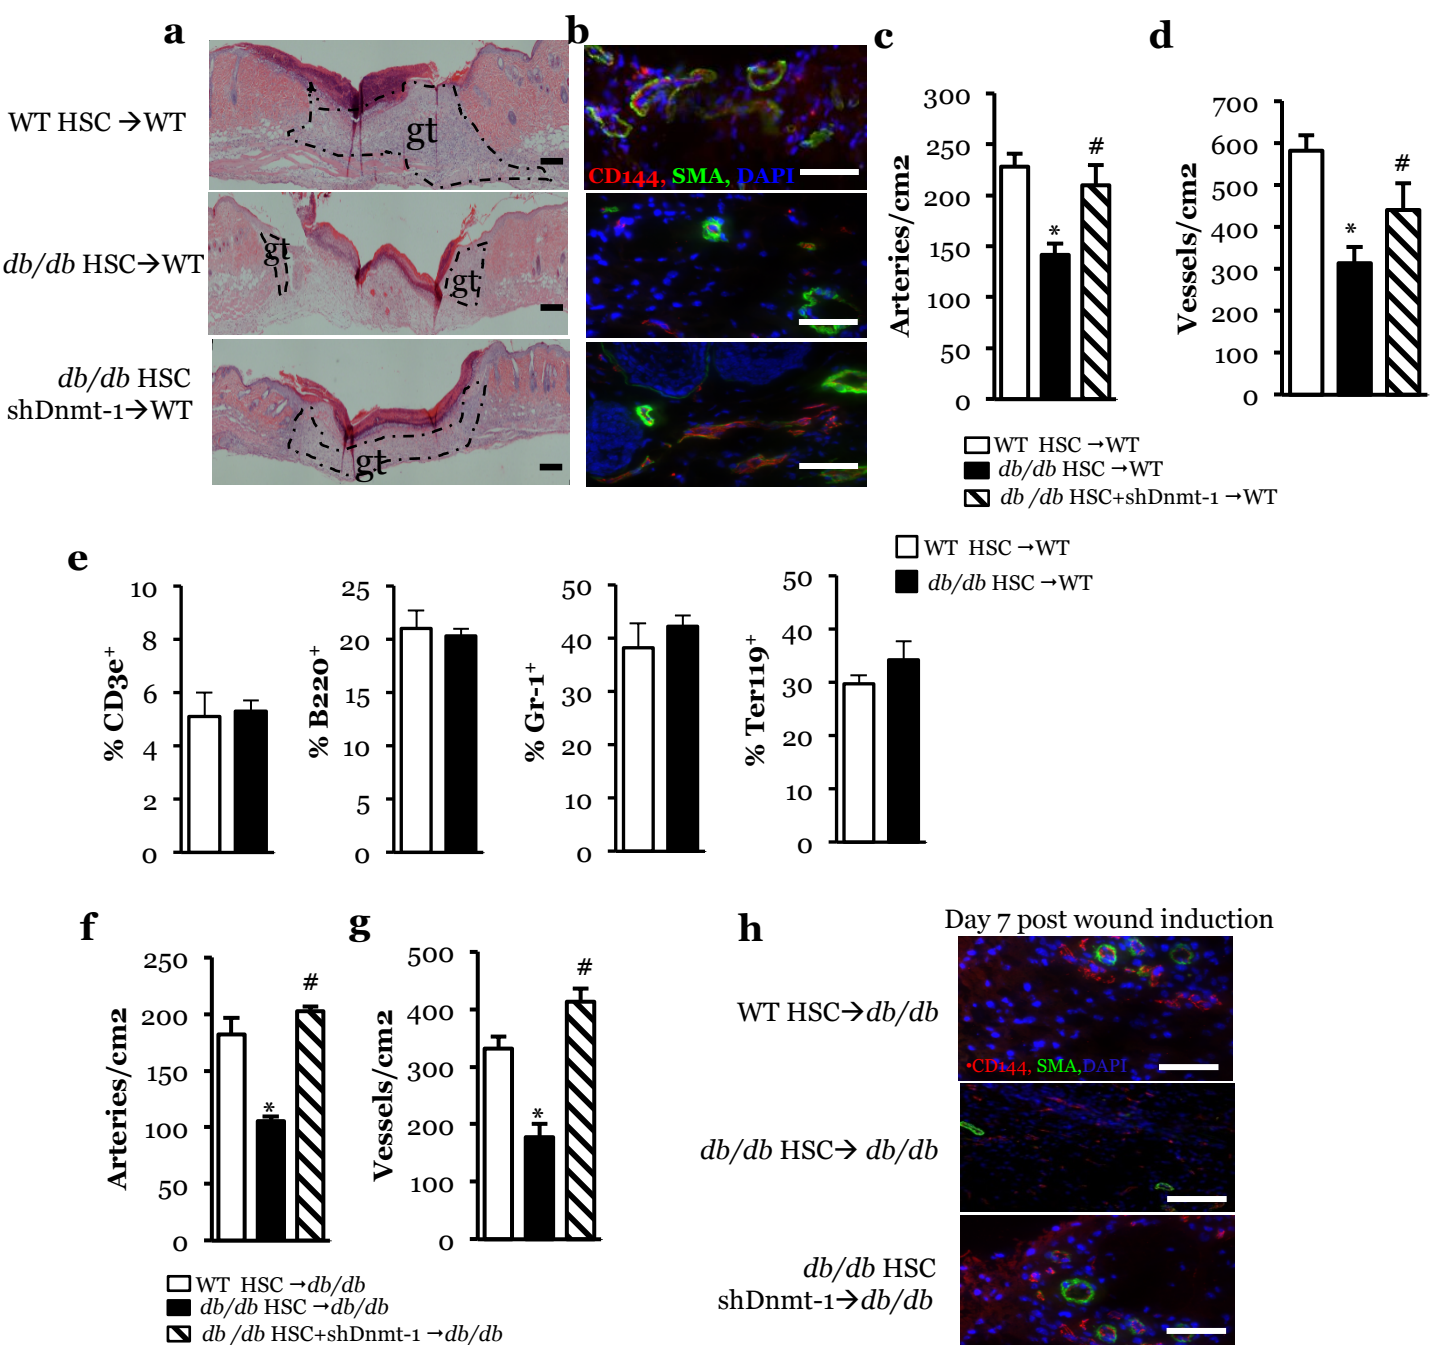 a
b
c
d
WT HSC →WT
gt
CD144, SMA, DAPI
db/db HSC→WT
gt
gt
db/db HSC
shDnmt-1→WT
gt
Arteries/cm2
300
250
200
150
100
50
0
*
#
Vessels/cm2
700
600
500
400
300
200
100
0
*
#
WT HSC →WT
db/db HSC →WT
db /db HSC+shDnmt-1 →WT
e
WT HSC →WT
db/db HSC →WT
% CD3e+
10
8
6
4
2
0
% B220+
25
20
15
10
5
0
% Gr-1+
50
40
30
20
10
0
% Ter119+
50
40
30
20
10
0
f
g
h
Arteries/cm2
250
200
150
100
50
0
*
#
Vessels/cm2
500
400
300
200
100
0
*
#
WT HSC →db/db
db/db HSC →db/db
db /db HSC+shDnmt-1 →db/db
Day 7 post wound induction
WT HSC→db/db
•CD144, SMA,DAPI
db/db HSC→ db/db
db/db HSC
shDnmt-1→db/db